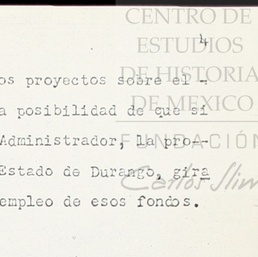 CENTRO DE
ESTUDIOS
4
DE HISTORIA
os proyectos sobre el -
DE MEXICO
a posibilidad de que si
FUNDACIÓN
Administrador, la pro-
Carlos Slim
Estado de Durango, gira
empleo de esos fondos.